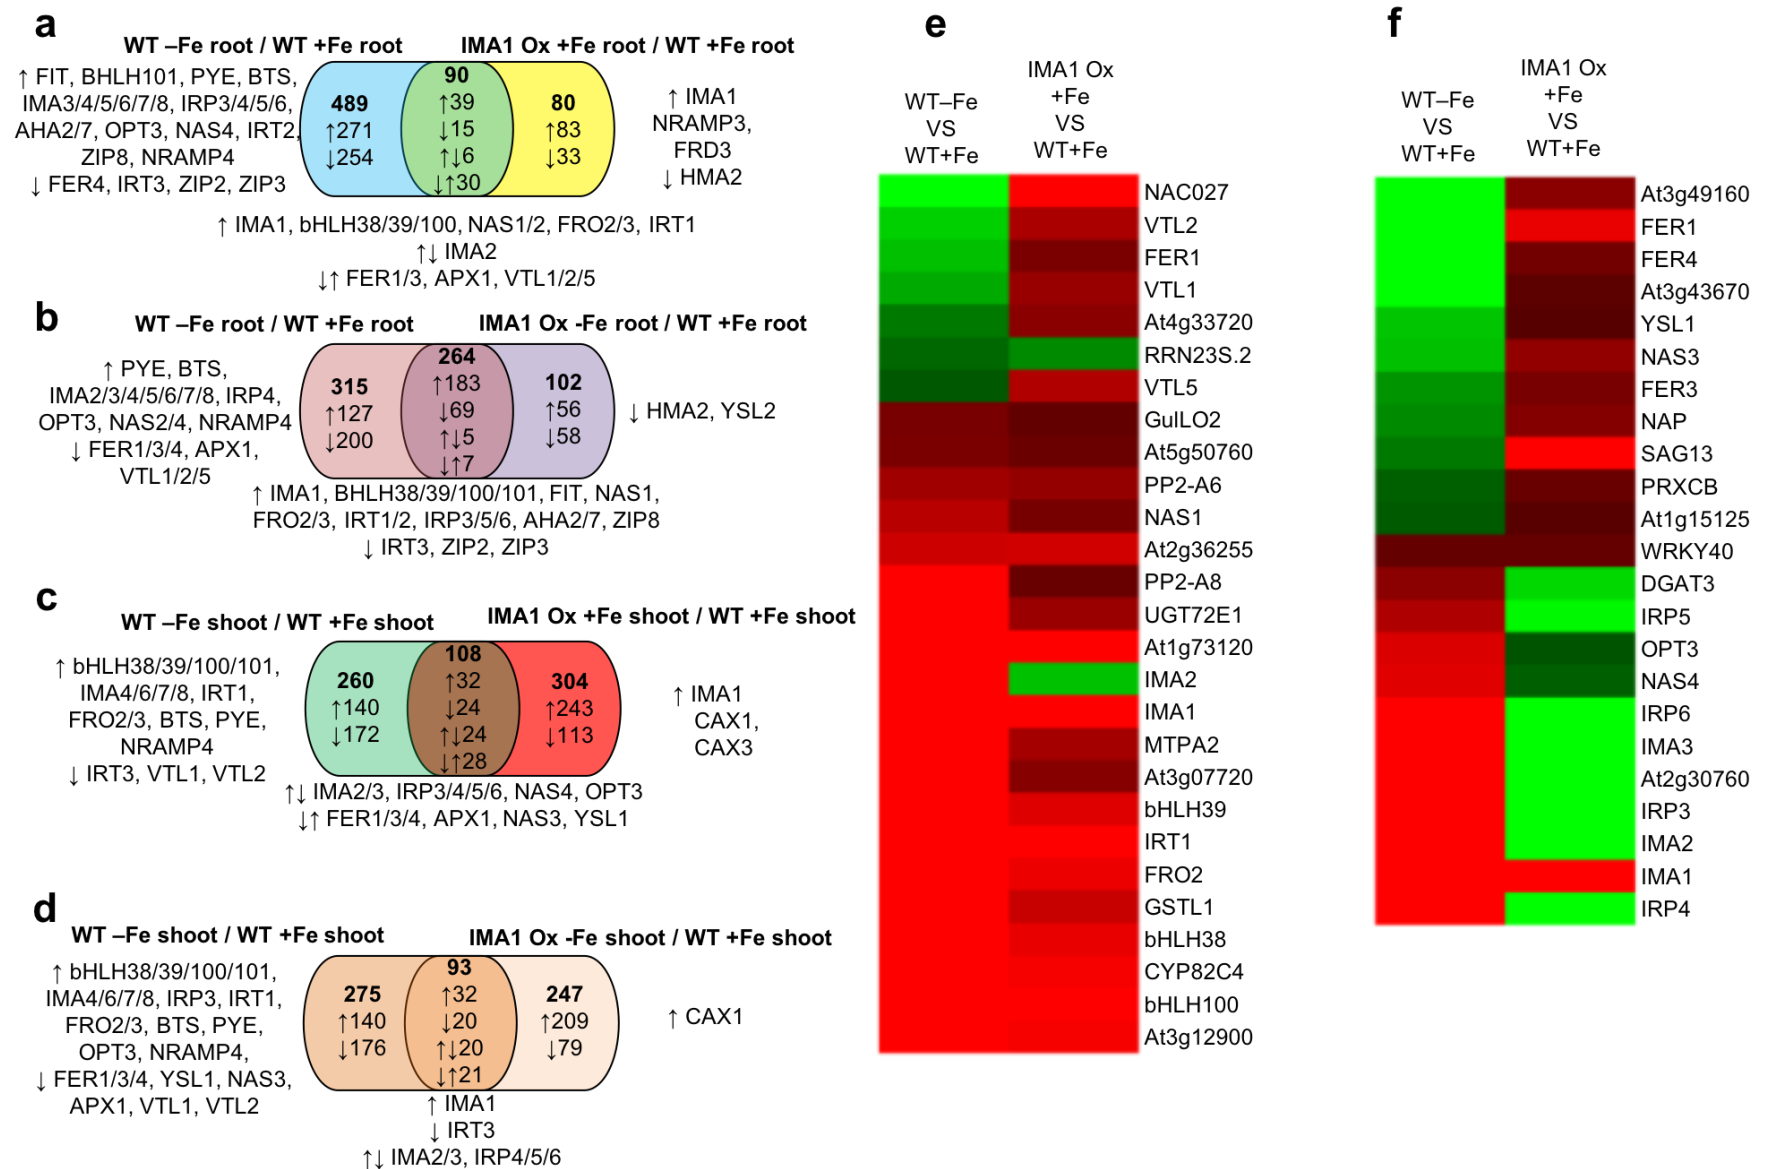 a
WT –Fe root / WT +Fe root
IMA1 Ox +Fe root / WT +Fe root
↑ FIT, BHLH101, PYE, BTS,
IMA3/4/5/6/7/8, IRP3/4/5/6,
AHA2/7, OPT3, NAS4, IRT2,
ZIP8, NRAMP4
↓ FER4, IRT3, ZIP2, ZIP3
489
↑271
↓254
90
↑39
↓15
↑↓6
↓↑30
80
↑83
↓33
↑ IMA1
NRAMP3,
FRD3
↓ HMA2
↑ IMA1, bHLH38/39/100, NAS1/2, FRO2/3, IRT1
↑↓ IMA2
↓↑ FER1/3, APX1, VTL1/2/5
b
WT –Fe root / WT +Fe root
IMA1 Ox -Fe root / WT +Fe root
↑ PYE, BTS,
IMA2/3/4/5/6/7/8, IRP4,
OPT3, NAS2/4, NRAMP4
↓ FER1/3/4, APX1,
VTL1/2/5
315
↑127
↓200
264
↑183
↓69
↑↓5
↓↑7
102
↑56
↓58
↓ HMA2, YSL2
↑ IMA1, BHLH38/39/100/101, FIT, NAS1,
FRO2/3, IRT1/2, IRP3/5/6, AHA2/7, ZIP8
↓ IRT3, ZIP2, ZIP3
c
WT –Fe shoot / WT +Fe shoot
IMA1 Ox +Fe shoot / WT +Fe shoot
↑ bHLH38/39/100/101,
IMA4/6/7/8, IRT1,
FRO2/3, BTS, PYE,
NRAMP4
↓ IRT3, VTL1, VTL2
260
↑140
↓172
108
↑32
↓24
↑↓24
↓↑28
304
↑243
↓113
↑ IMA1
CAX1,
CAX3
↑↓ IMA2/3, IRP3/4/5/6, NAS4, OPT3
↓↑ FER1/3/4, APX1, NAS3, YSL1
d
WT –Fe shoot / WT +Fe shoot
IMA1 Ox -Fe shoot / WT +Fe shoot
↑ bHLH38/39/100/101,
IMA4/6/7/8, IRP3, IRT1,
FRO2/3, BTS, PYE,
OPT3, NRAMP4,
↓ FER1/3/4, YSL1, NAS3,
APX1, VTL1, VTL2
275
↑140
↓176
93
↑32
↓20
↑↓20
↓↑21
247
↑209
↓79
↑ CAX1
↑ IMA1
↓ IRT3
↑↓ IMA2/3, IRP4/5/6
e
WT–Fe
VS
WT+Fe
IMA1 Ox
+Fe
VS
WT+Fe
NAC027
VTL2
FER1
VTL1
At4g33720
RRN23S.2
VTL5
GulLO2
At5g50760
PP2-A6
NAS1
At2g36255
PP2-A8
UGT72E1
At1g73120
IMA2
IMA1
MTPA2
At3g07720
bHLH39
IRT1
FRO2
GSTL1
bHLH38
CYP82C4
bHLH100
At3g12900
f
WT–Fe
VS
WT+Fe
IMA1 Ox
+Fe
VS
WT+Fe
At3g49160
FER1
FER4
At3g43670
YSL1
NAS3
FER3
NAP
SAG13
PRXCB
At1g15125
WRKY40
DGAT3
IRP5
OPT3
NAS4
IRP6
IMA3
At2g30760
IRP3
IMA2
IMA1
IRP4